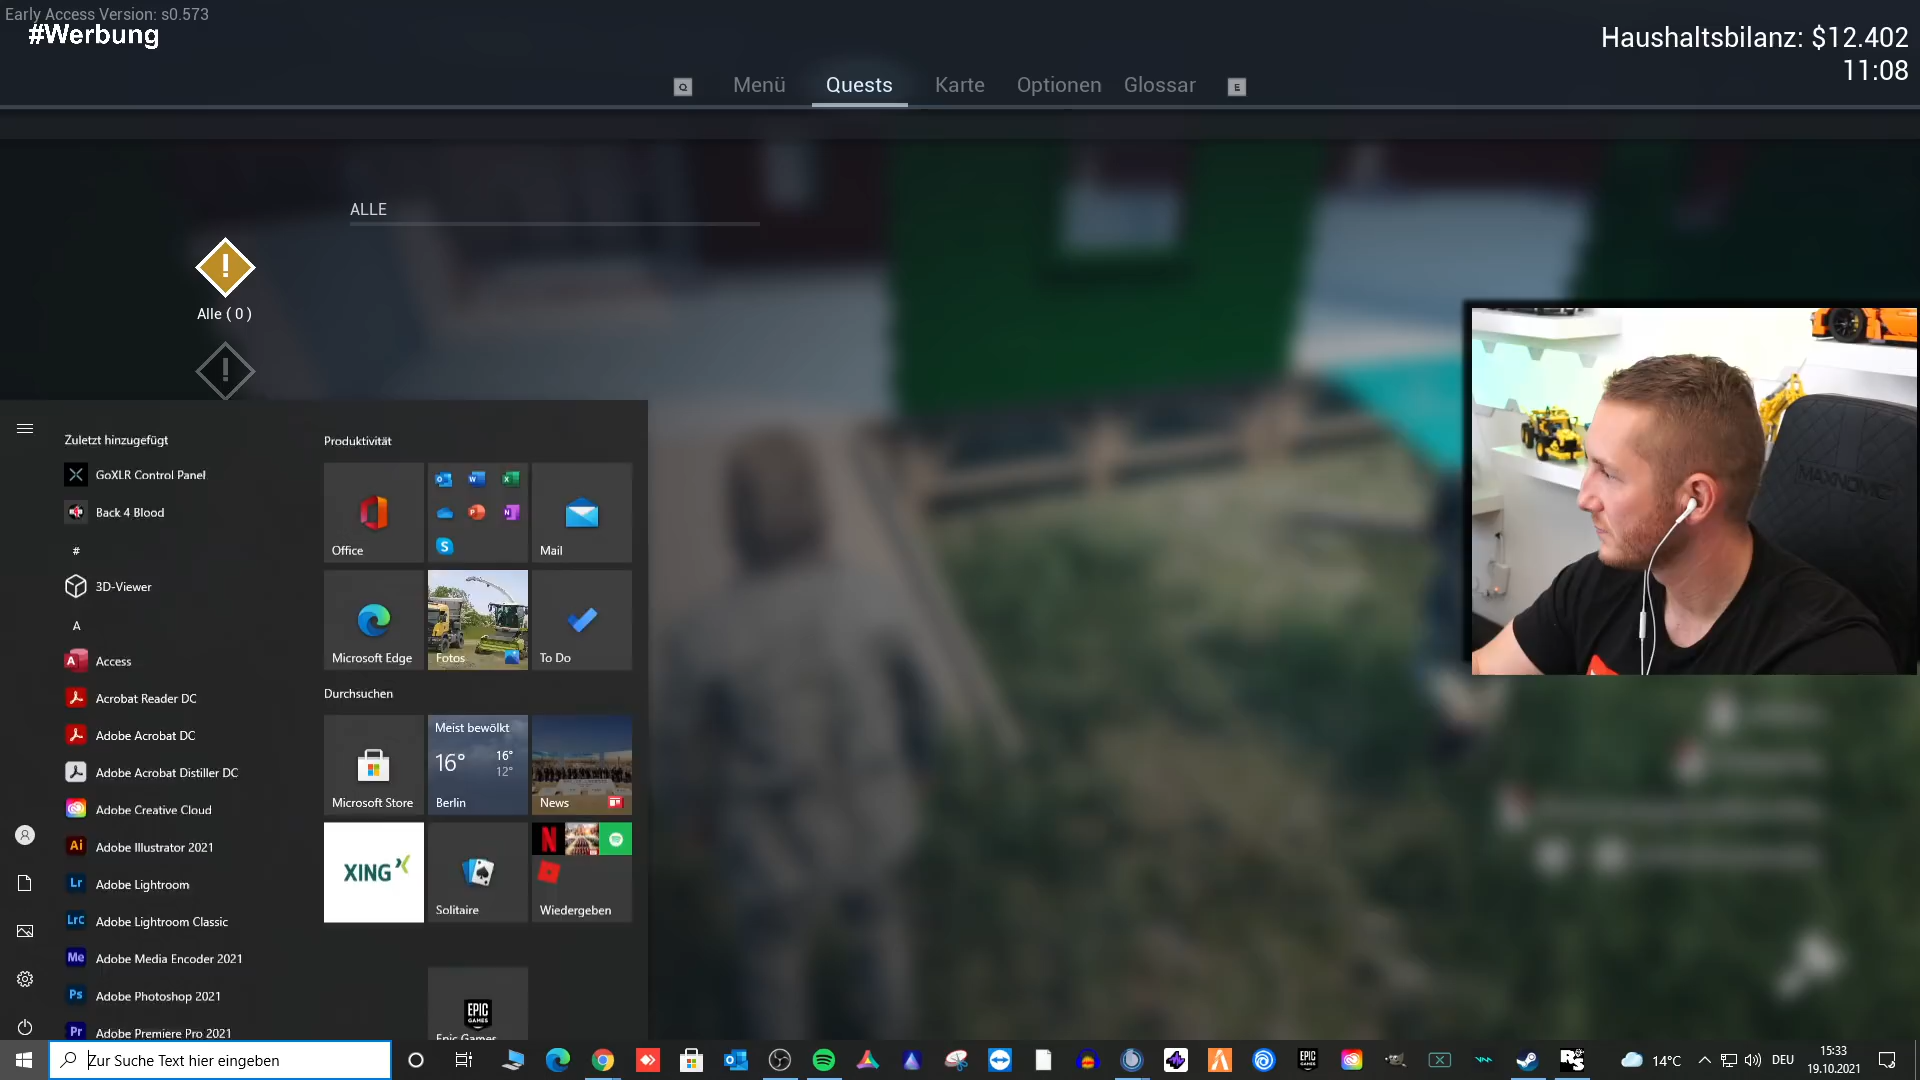 Early Access Version: s0.573
#Werbung
Haushaltsbilanz: $12.402
11:08
Q Menü Quests Karte Optionen Glossar E
ALLE
Alle ( 0 )
Zuletzt hinzugefügt
GoXLR Control Panel
Back 4 Blood
#
3D-Viewer
A
Access
Acrobat Reader DC
Adobe Acrobat DC
Adobe Acrobat Distiller DC
Adobe Creative Cloud
Adobe Illustrator 2021
Adobe Lightroom
Adobe Lightroom Classic
Adobe Media Encoder 2021
Adobe Photoshop 2021
Adobe Premiere Pro 2021
Produktivität
Office
Mail
Microsoft Edge
Fotos
To Do
Durchsuchen
Microsoft Store
Meist bewölkt
16° 16°
12°
Berlin
News
XING
Solitaire
Wiedergeben
EPIC
GAMES
Epic Games
MAXNOMIC
Zur Suche Text hier eingeben
14°C
DEU
15:33
19.10.2021